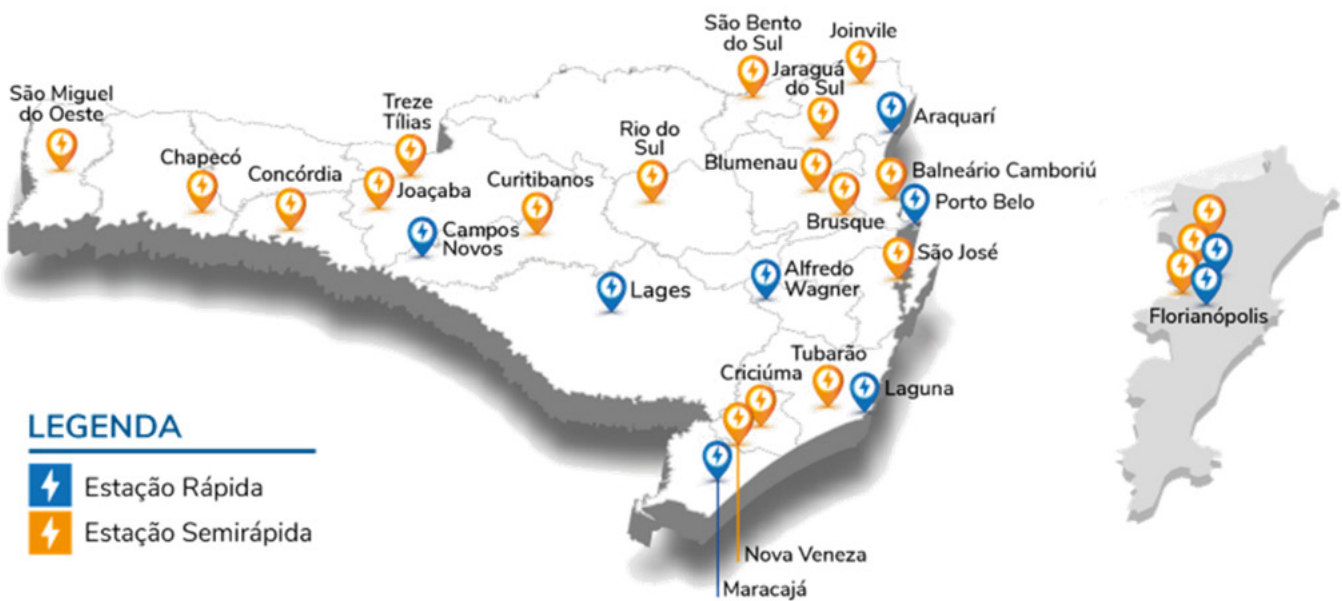 São Bento
do Sul
Joinvile
Jaraguá
do Sul
São Miguel
do Oeste
Treze
Tílias
Araquarí
Rio do
Sul
Chapecó
Concórdia
Joaçaba
Curitibanos
Blumenau
Balneário Camboriú
Porto Belo
Brusque
Campos
Novos
São José
Alfredo
Wagner
Lages
Florianópolis
Tubarão
Criciúma
Laguna
LEGENDA
Estação Rápida
Estação Semirápida
Nova Veneza
Maracajá